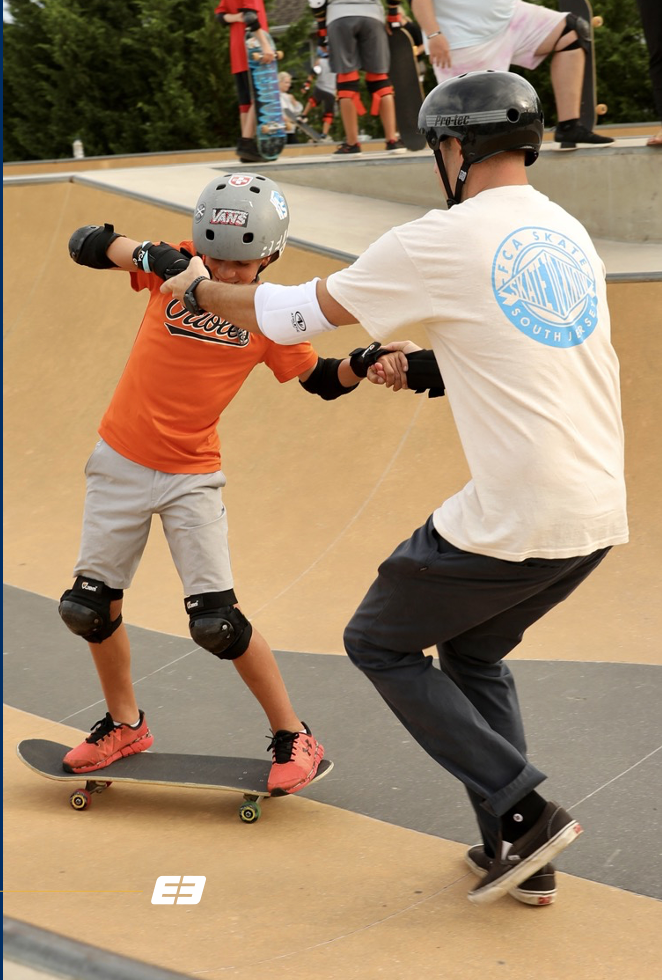 Pro-tec
VANS
Orioles
FCA SKATE
SKATE
SOUTH JERSEY
E3